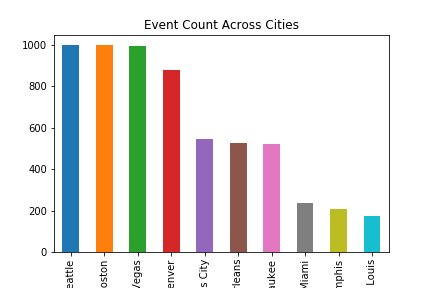 Event Count Across Cities
1000
800
600
400
200
0
eattle
oston
Vegas
enver
s City
rleans
aukee
Miami
mphis
Louis